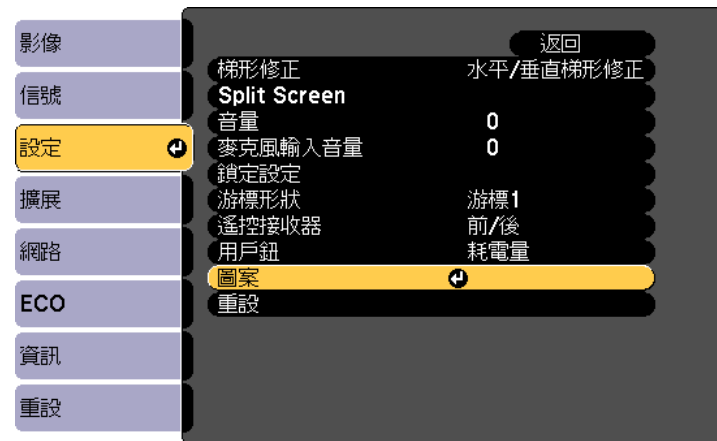 影像
信號
設定
擴展
網路
ECO
資訊
重設
返回
梯形修正 水平/垂直梯形修正
Split Screen
音量 0
麥克風輸入音量 0
鎖定設定
游標形狀 游標1
遙控接收器 前/後
用戶鈕 耗電量
圖案
重設